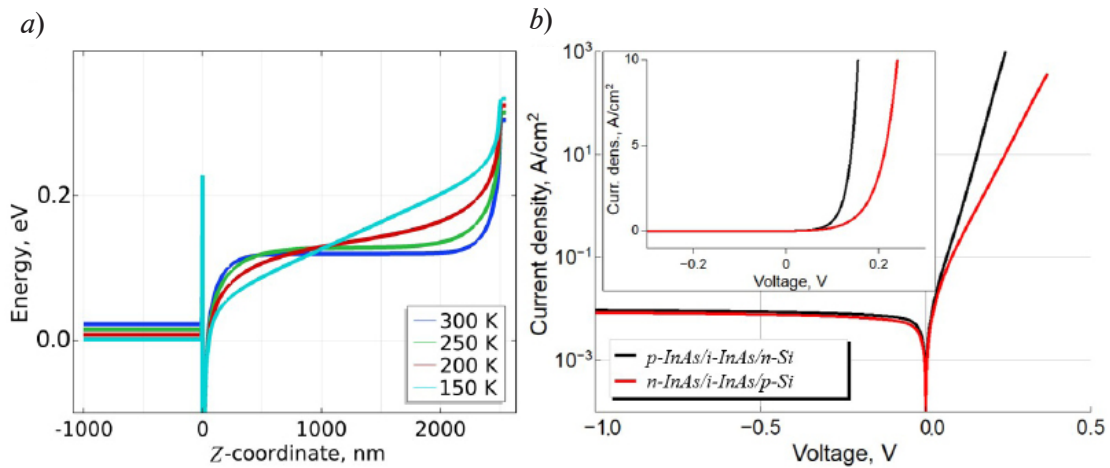 a)
Energy, eV
0.2
0.0
-1000
0
1000
2000
Z-coordinate, nm
300 K
250 K
200 K
150 K
b)
Current density, A/cm²
10³
10¹
10⁻¹
10⁻³
-1.0
-0.5
0.0
0.5
Voltage, V
Curr. dens., A/cm²
10
5
0
-0.2
0
0.2
Voltage, V
p-InAs/i-InAs/n-Si
n-InAs/i-InAs/p-Si